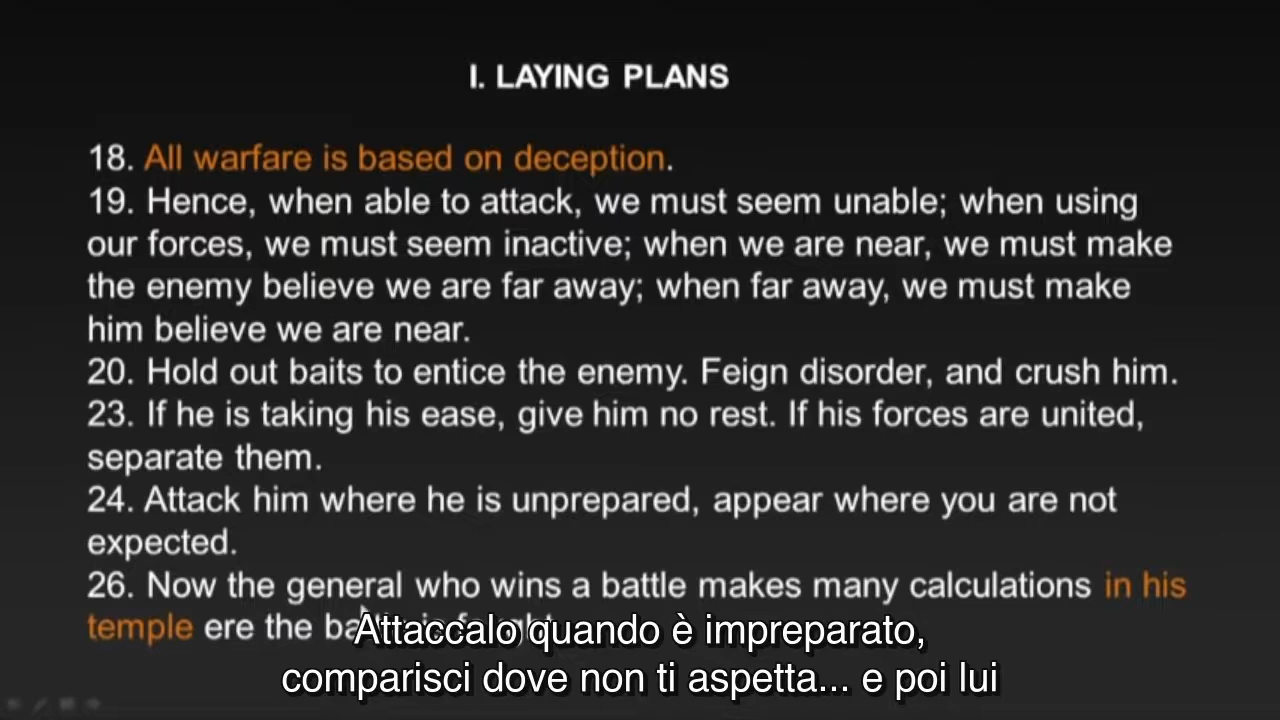 I. LAYING PLANS
18. All warfare is based on deception.
19. Hence, when able to attack, we must seem unable; when using
our forces, we must seem inactive; when we are near, we must make
the enemy believe we are far away; when far away, we must make
him believe we are near.
20. Hold out baits to entice the enemy. Feign disorder, and crush him.
23. If he is taking his ease, give him no rest. If his forces are united,
separate them.
24. Attack him where he is unprepared, appear where you are not
expected.
26. Now the general who wins a battle makes many calculations in his
temple ere the
Attaccalo quando è impreparato,
comparisci dove non ti aspetta... e poi lui